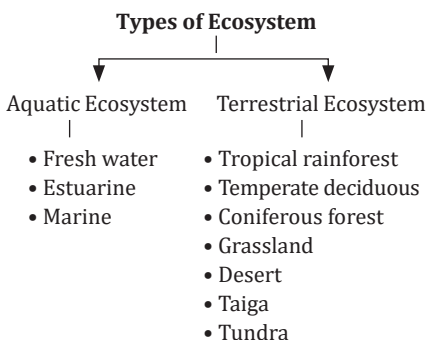 Types of Ecosystem
Aquatic Ecosystem
• Fresh water
• Estuarine
• Marine
Terrestrial Ecosystem
• Tropical rainforest
• Temperate deciduous
• Coniferous forest
• Grassland
• Desert
• Taiga
• Tundra